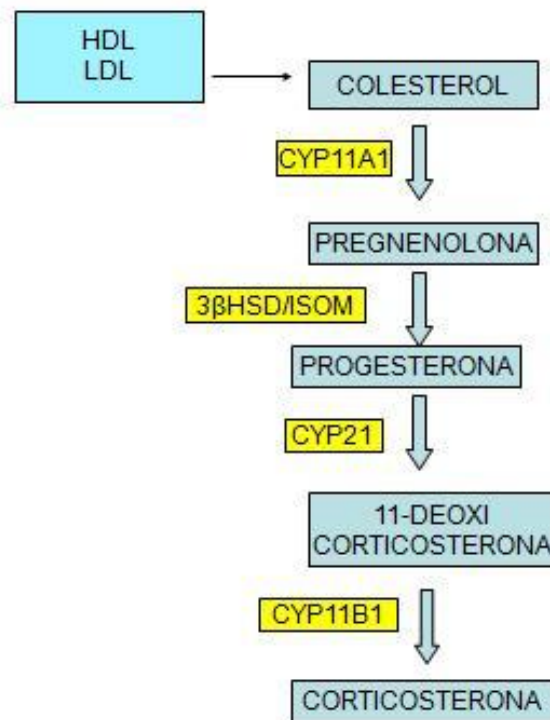 HDL
LDL
COLESTEROL
CYP11A1
PREGNENOLONA
3βHSD/ISOM
PROGESTERONA
CYP21
11-DEOXI
CORTICOSTERONA
CYP11B1
CORTICOSTERONA